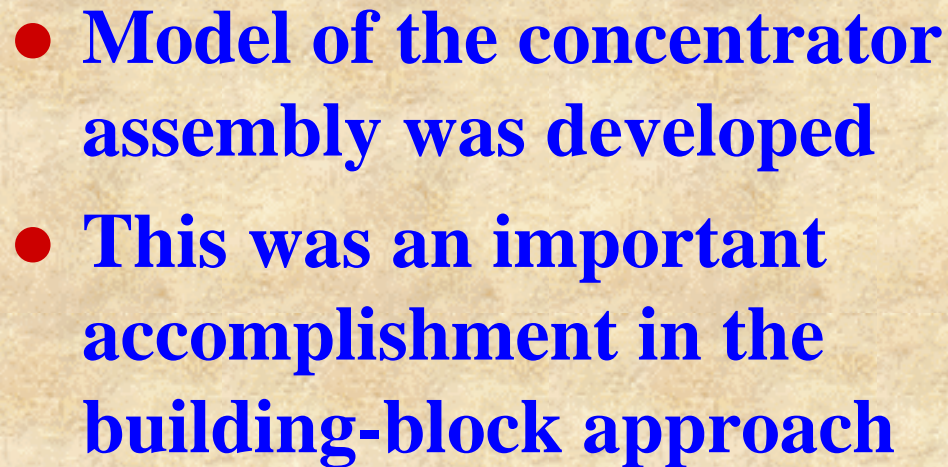 • Model of the concentrator
assembly was developed
• This was an important
accomplishment in the
building-block approach